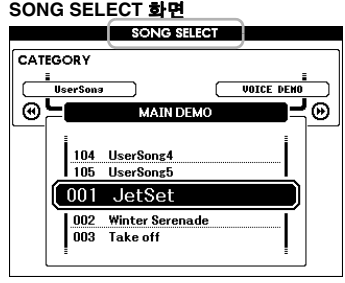 SONG SELECT 화면
SONG SELECT
CATEGORY
UserSong VOICE DEMO
MAIN DEMO
104 UserSong4
105 UserSong5
001 JetSet
002 Winter Serenade
003 Take off